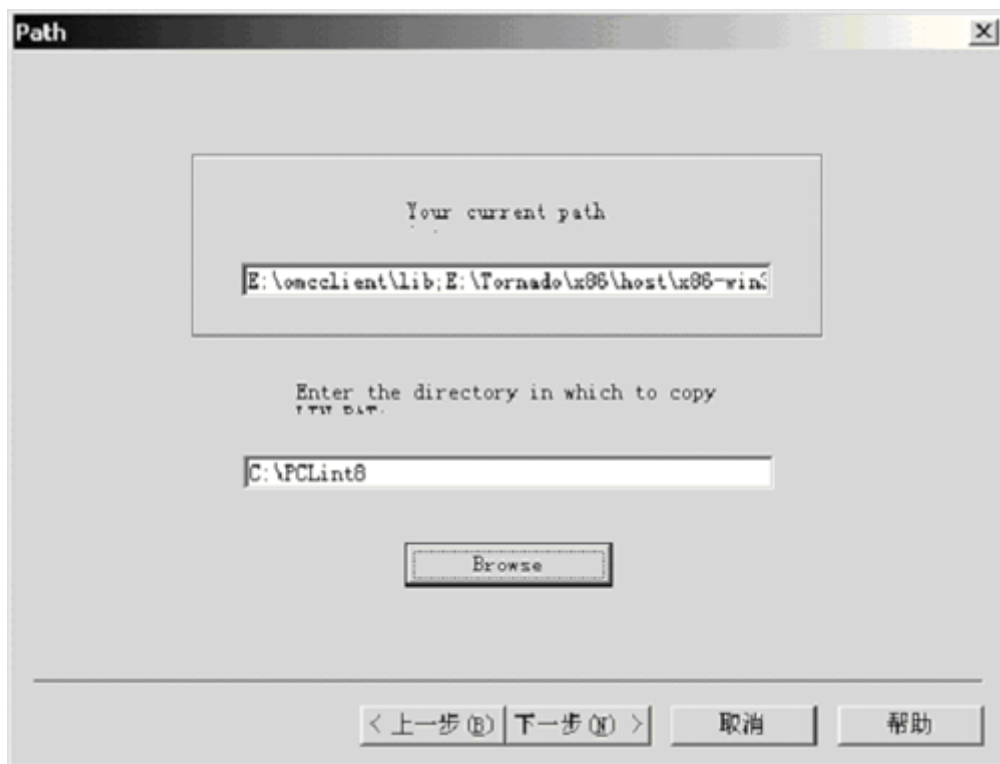 Path
Your current path
E:\omcclient\lib;E:\Tornado\x86\host\x86-win3
Enter the directory in which to copy
C:\PCLint8
Browse
< 上一步(B) 下一步(N) > 取消 帮助